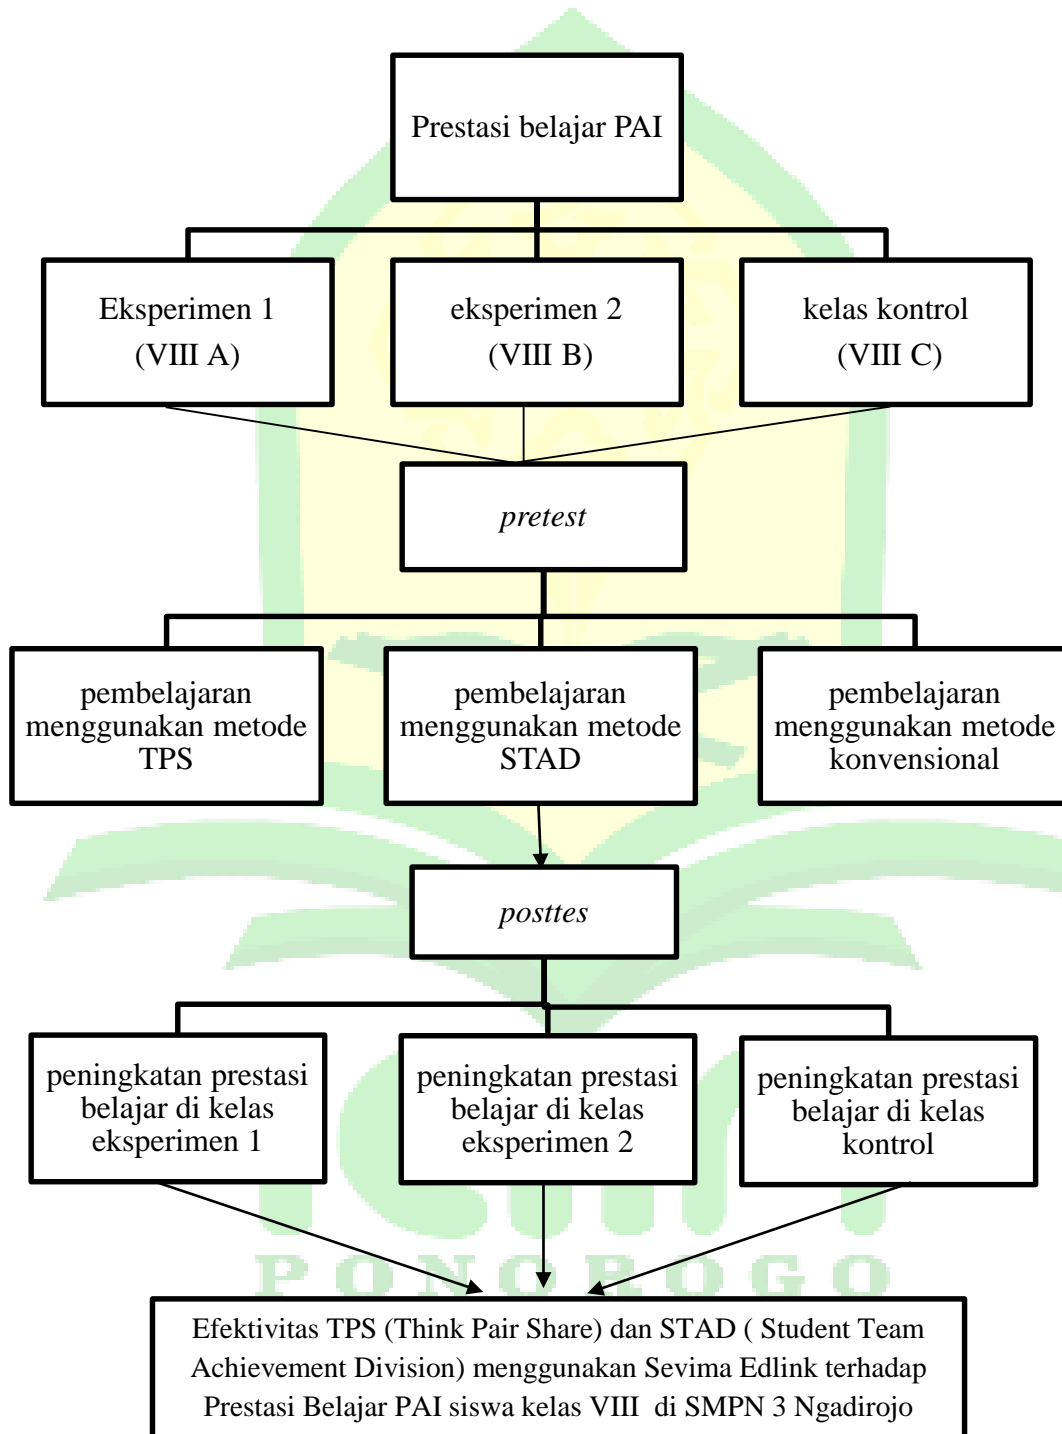 Prestasi belajar PAI
Eksperimen 1
(VIII A)
eksperimen 2
(VIII B)
kelas kontrol
(VIII C)
pretest
pembelajaran
menggunakan metode
TPS
pembelajaran
menggunakan metode
STAD
pembelajaran
menggunakan metode
konvensional
posttes
peningkatan prestasi
belajar di kelas
eksperimen 1
peningkatan prestasi
belajar di kelas
eksperimen 2
peningkatan prestasi
belajar di kelas
kontrol
PONOROGO
Efektivitas TPS (Think Pair Share) dan STAD ( Student Team
Achievement Division) menggunakan Sevima Edlink terhadap
Prestasi Belajar PAI siswa kelas VIII di SMPN 3 Ngadirojo